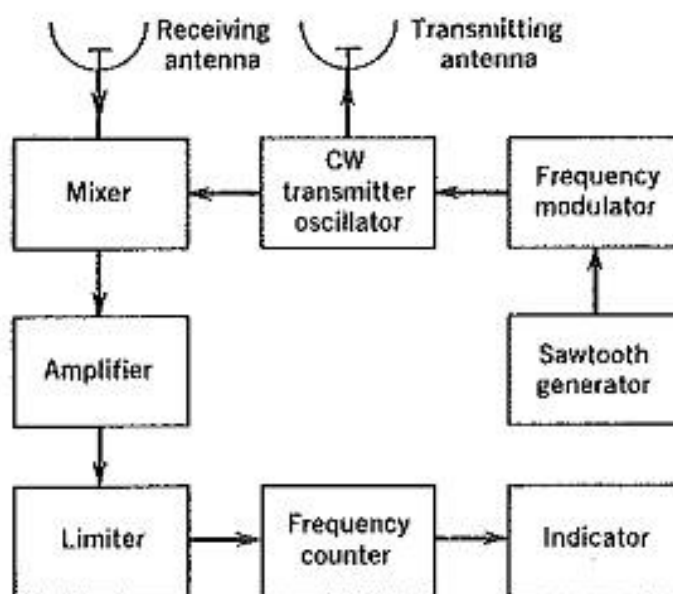 Receiving
antenna
Transmitting
antenna
Mixer
CW
transmitter
oscillator
Frequency
modulator
Amplifier
Sawtooth
generator
Limiter
Frequency
counter
Indicator